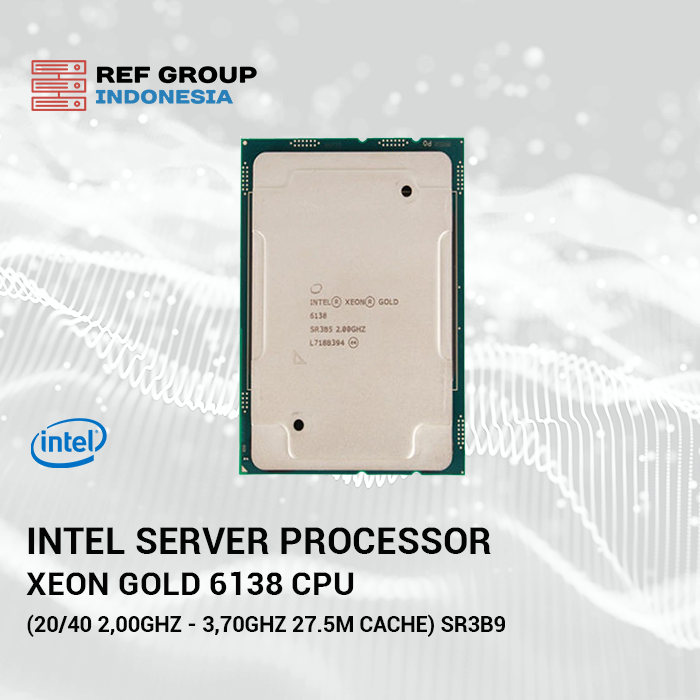 REF GROUP
INDONESIA
INTEL® XEON® GOLD
6138
SR3B5 2.00GHZ
L718B394
intel
INTEL SERVER PROCESSOR
XEON GOLD 6138 CPU
(20/40 2,00GHZ - 3,70GHZ 27.5M CACHE) SR3B9